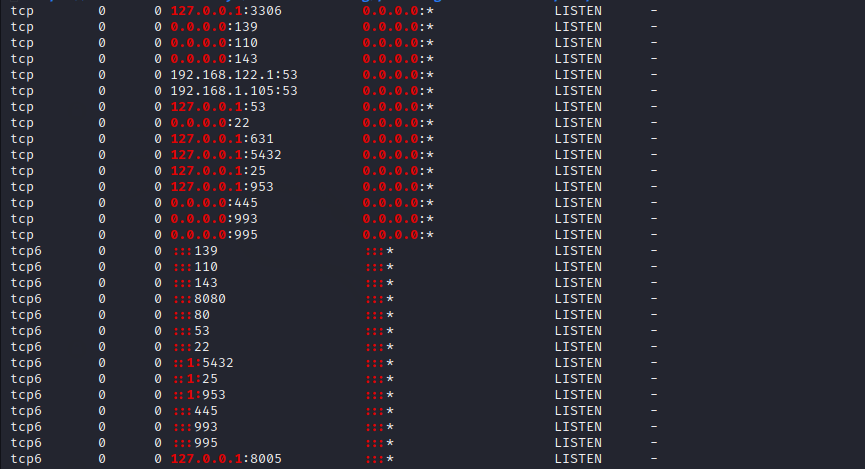 tcp 0 0 127.0.0.1:3306 0.0.0.0:* LISTEN -
tcp 0 0 0.0.0.0:139 0.0.0.0:* LISTEN -
tcp 0 0 0.0.0.0:110 0.0.0.0:* LISTEN -
tcp 0 0 0.0.0.0:143 0.0.0.0:* LISTEN -
tcp 0 0 192.168.122.1:53 0.0.0.0:* LISTEN -
tcp 0 0 192.168.1.105:53 0.0.0.0:* LISTEN -
tcp 0 0 127.0.0.1:53 0.0.0.0:* LISTEN -
tcp 0 0 0.0.0.0:22 0.0.0.0:* LISTEN -
tcp 0 0 127.0.0.1:631 0.0.0.0:* LISTEN -
tcp 0 0 127.0.0.1:5432 0.0.0.0:* LISTEN -
tcp 0 0 127.0.0.1:25 0.0.0.0:* LISTEN -
tcp 0 0 127.0.0.1:953 0.0.0.0:* LISTEN -
tcp 0 0 0.0.0.0:445 0.0.0.0:* LISTEN -
tcp 0 0 0.0.0.0:993 0.0.0.0:* LISTEN -
tcp 0 0 0.0.0.0:995 0.0.0.0:* LISTEN -
tcp6 0 0 :::139 :::* LISTEN -
tcp6 0 0 :::110 :::* LISTEN -
tcp6 0 0 :::143 :::* LISTEN -
tcp6 0 0 :::8080 :::* LISTEN -
tcp6 0 0 :::80 :::* LISTEN -
tcp6 0 0 :::53 :::* LISTEN -
tcp6 0 0 :::22 :::* LISTEN -
tcp6 0 0 ::1:5432 :::* LISTEN -
tcp6 0 0 ::1:25 :::* LISTEN -
tcp6 0 0 ::1:953 :::* LISTEN -
tcp6 0 0 :::445 :::* LISTEN -
tcp6 0 0 :::993 :::* LISTEN -
tcp6 0 0 :::995 :::* LISTEN -
tcp6 0 0 127.0.0.1:8005 :::* LISTEN -